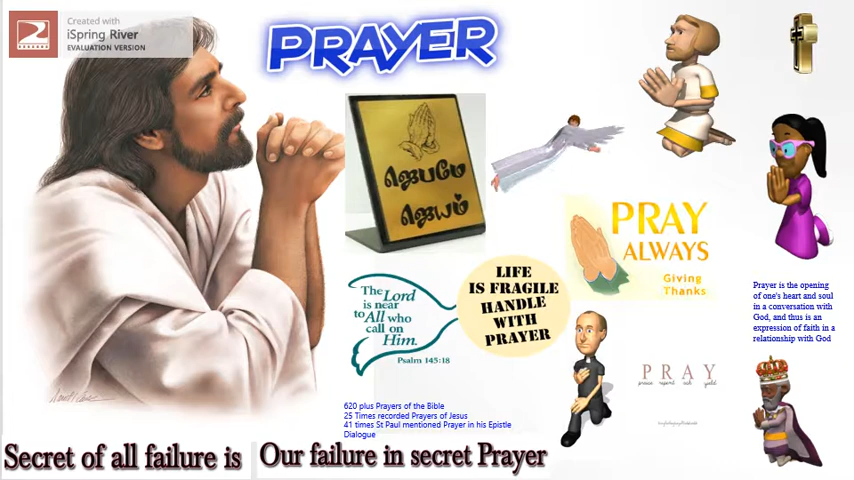 Created with
iSpring River
EVALUATION VERSION
PRAYER
ஜெபமே
ஜெயம்
PRAY
ALWAYS
Giving
Thanks
The Lord
is near
to All who
call on
Him.
Psalm 145:18
LIFE
IS FRAGILE
HANDLE
WITH
PRAYER
Prayer is the opening
of one's heart and soul
in a conversation with
God, and thus is an
expression of faith in a
relationship with God
PRAY
praise repent ask yield
620 plus Prayers of the Bible
25 Times recorded Prayers of Jesus
41 times St Paul mentioned Prayer in his Epistle
Dialogue
Secret of all failure is
Our failure in secret Prayer